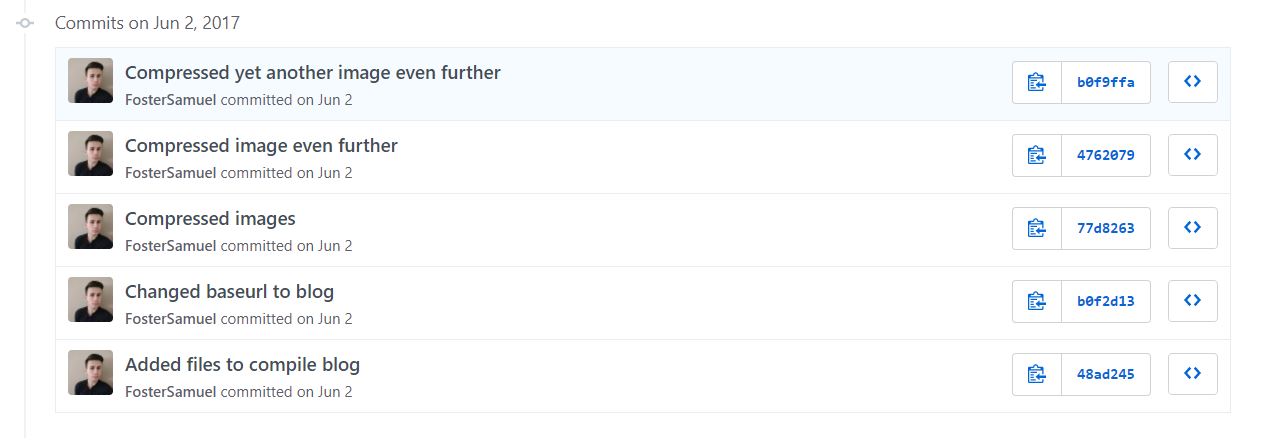 Commits on Jun 2, 2017
Compressed yet another image even further
FosterSamuel committed on Jun 2
b0f9ffa
Compressed image even further
FosterSamuel committed on Jun 2
4762079
Compressed images
FosterSamuel committed on Jun 2
77d8263
Changed baseurl to blog
FosterSamuel committed on Jun 2
b0f2d13
Added files to compile blog
FosterSamuel committed on Jun 2
48ad245